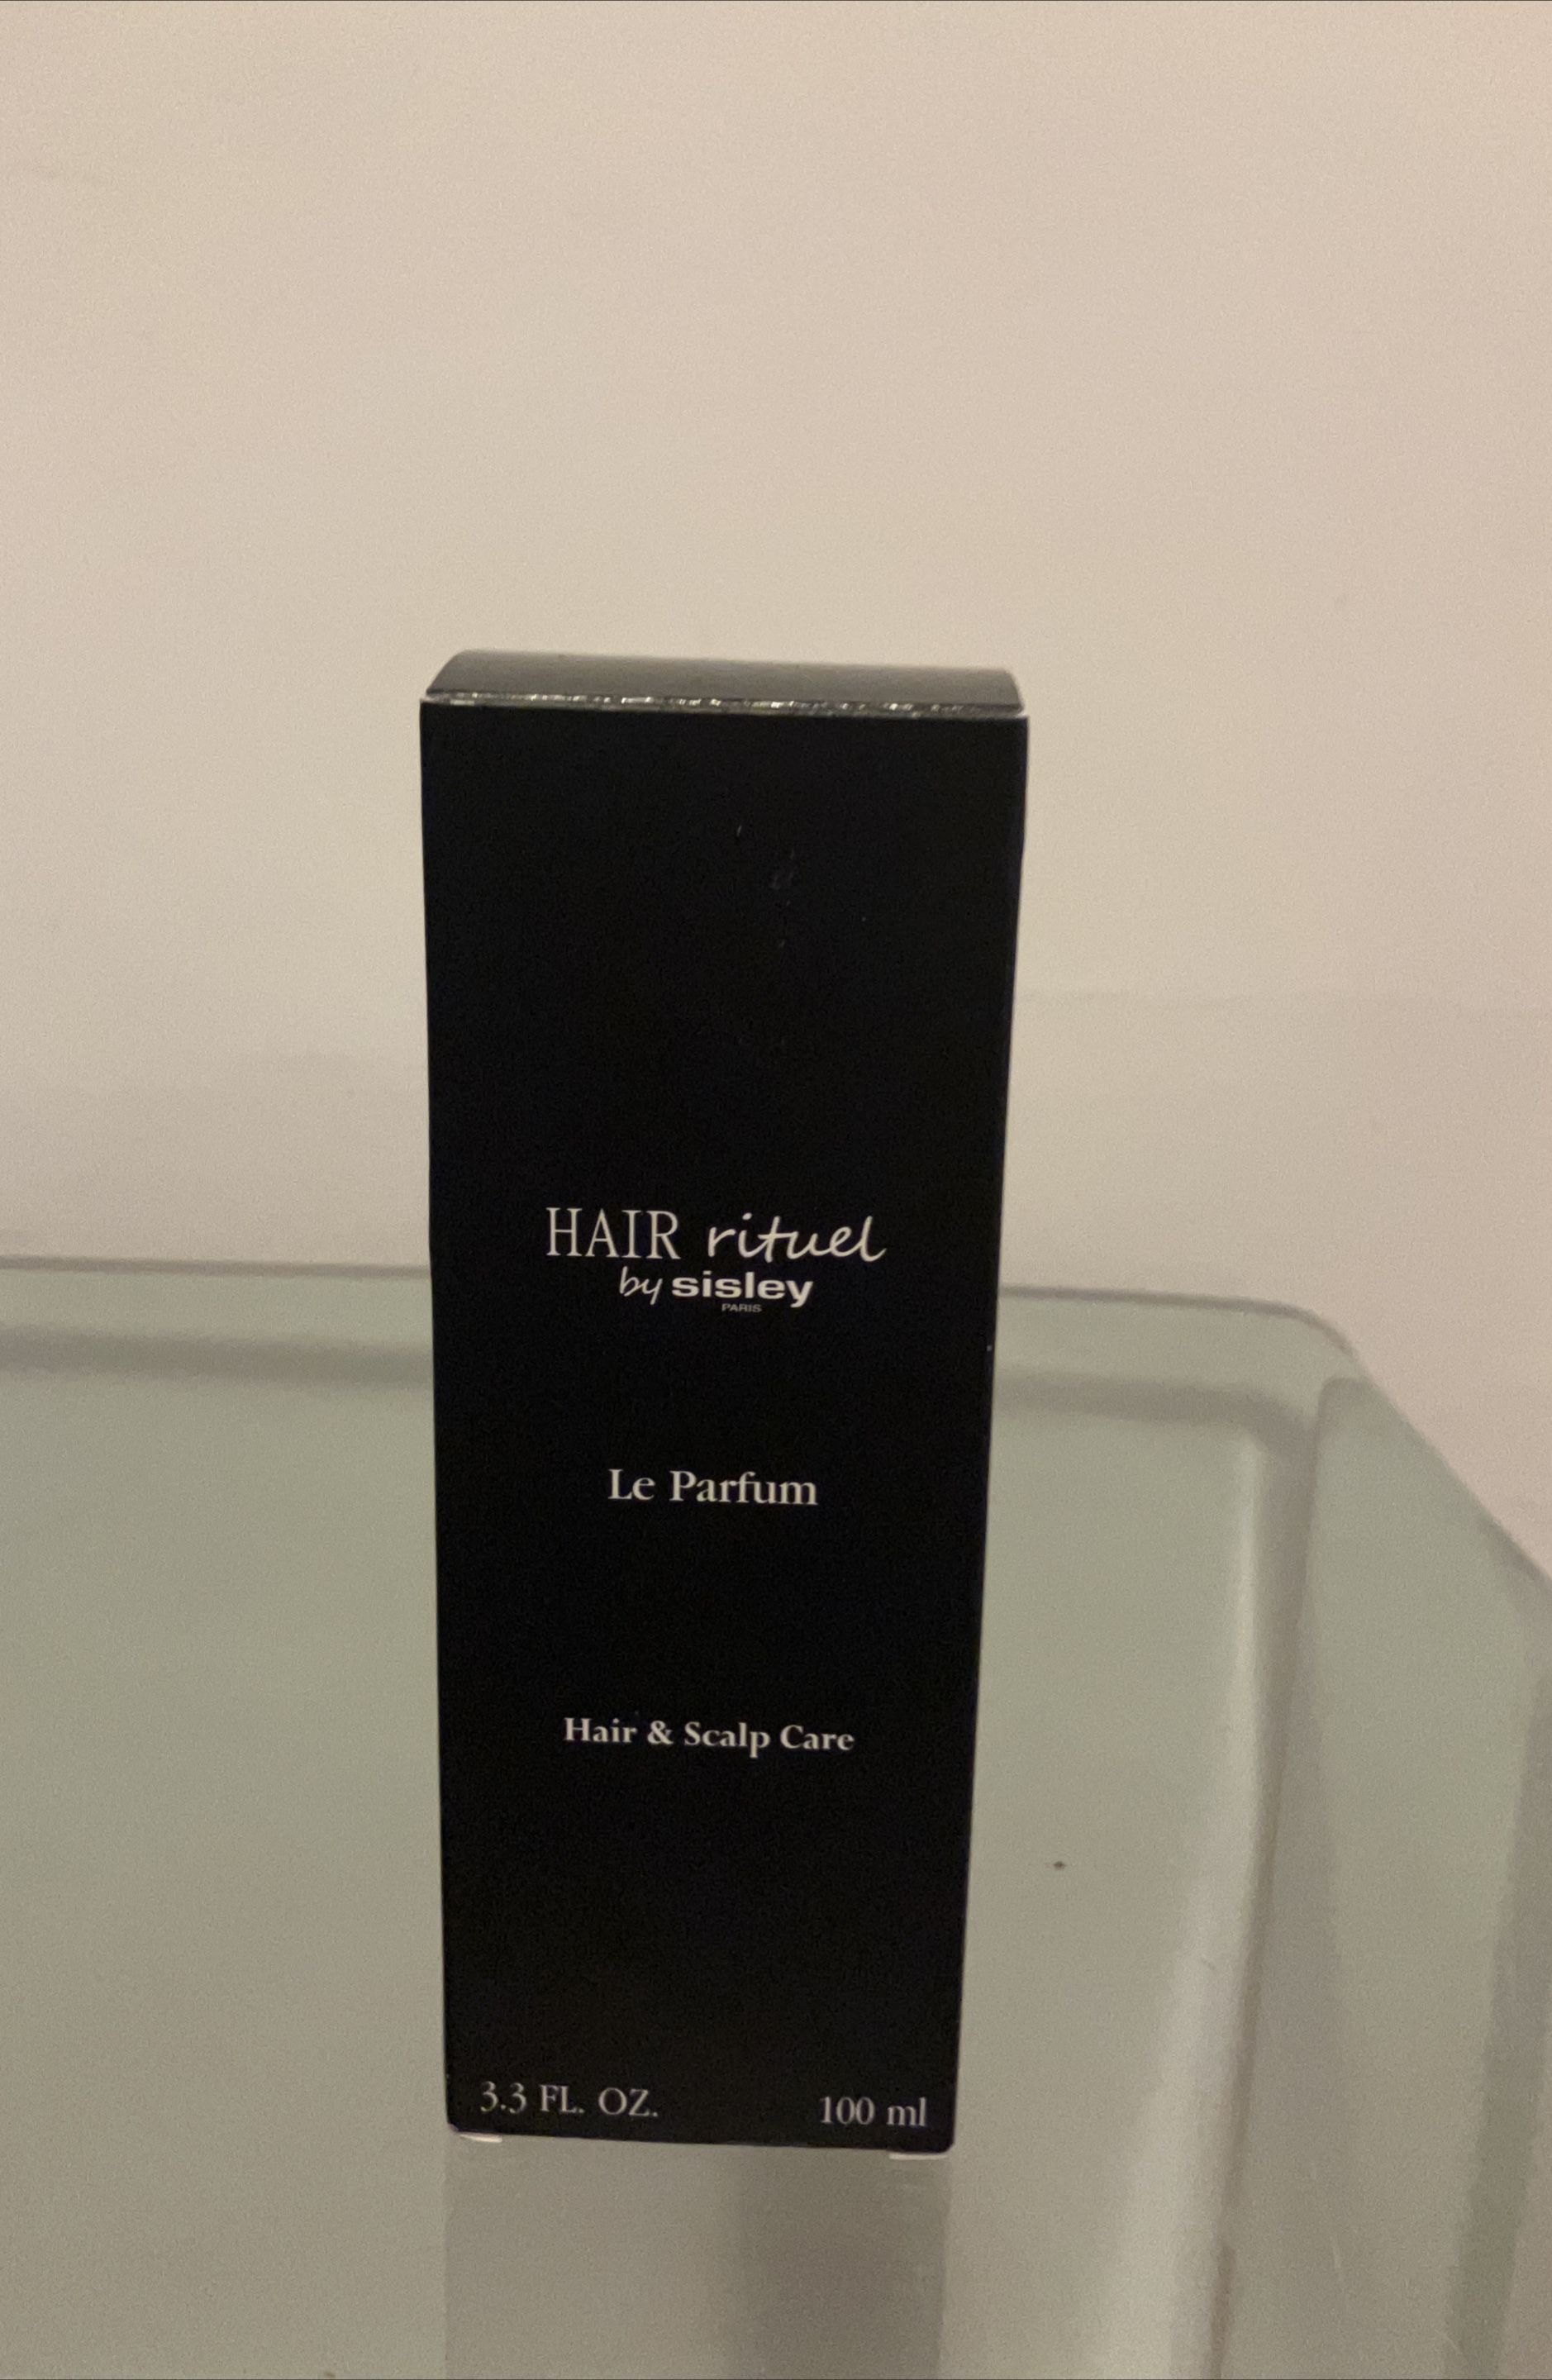 HAIR rituel
by sisley
PARIS
Le Parfum
Hair & Scalp Care
3.3 FL. OZ. 100 ml